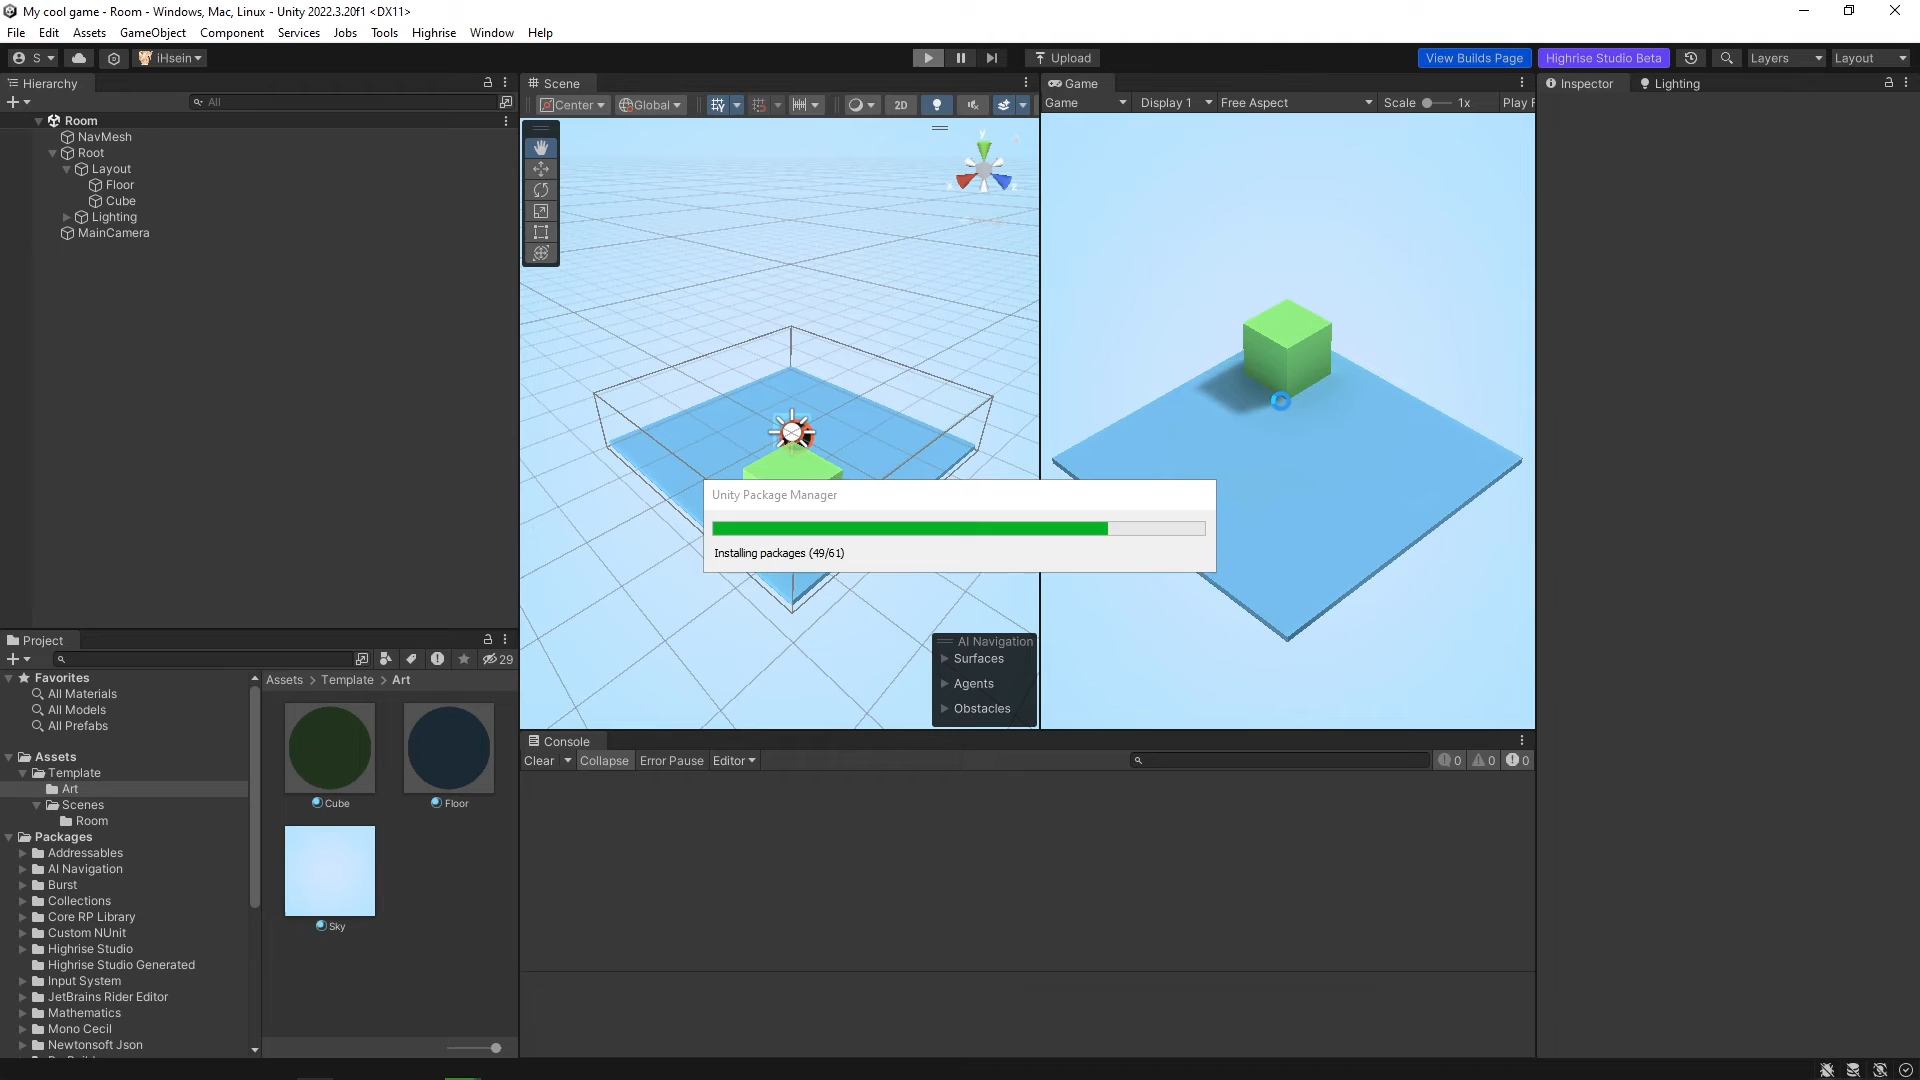 My cool game - Room - Windows, Mac, Linux - Unity 2022.3.20f1 <DX11>
File Edit Assets GameObject Component Services Jobs Tools Highrise Window Help
S iHsein Upload View Builds Page Highrise Studio Beta Layers Layout
Hierarchy
All
Room
NavMesh
Root
Layout
Floor
Cube
Lighting
MainCamera
Scene
Center Global 2D
y
x
z
AI Navigation
Surfaces
Agents
Obstacles
Game
Game Display 1 Free Aspect Scale 1x Play
Inspector Lighting
Unity Package Manager
Installing packages (49/61)
Project
29
Favorites
All Materials
All Models
All Prefabs
Assets
Template
Art
Scenes
Room
Packages
Addressables
AI Navigation
Burst
Collections
Core RP Library
Custom NUnit
Highrise Studio
Highrise Studio Generated
Input System
JetBrains Rider Editor
Mathematics
Mono Cecil
Newtonsoft Json
Assets > Template > Art
Cube
Floor
Sky
Console
Clear Collapse Error Pause Editor 0 0 0